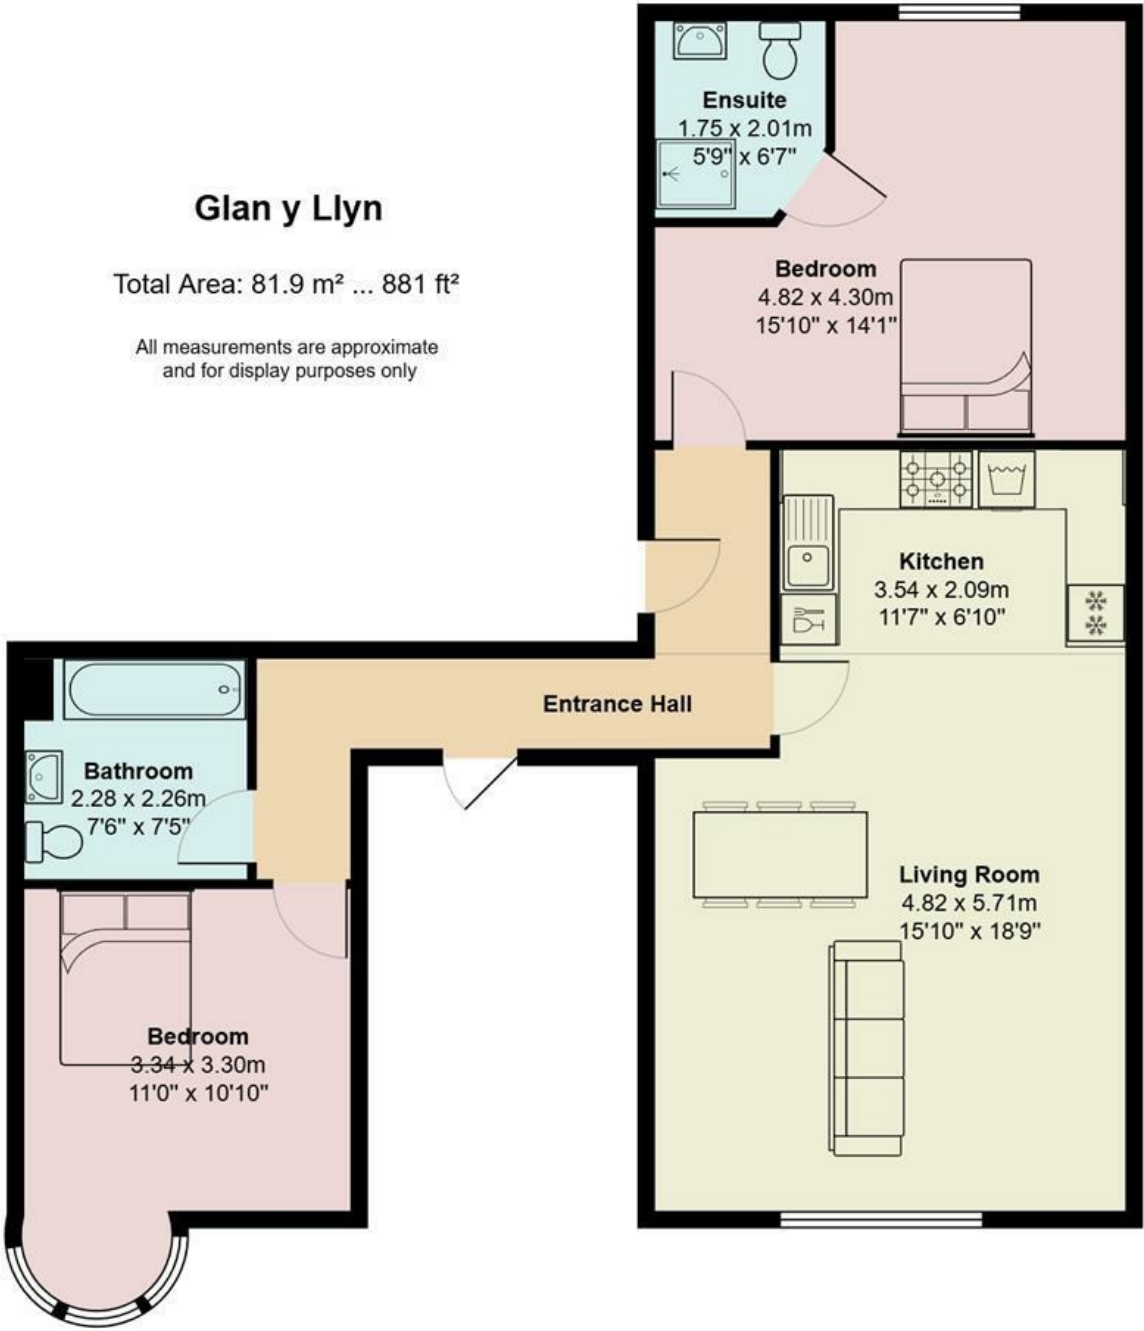 Glan y Llyn
Total Area: 81.9 m² ... 881 ft²
All measurements are approximate
and for display purposes only
Ensuite
1.75 x 2.01m
5'9" x 6'7"
Bedroom
4.82 x 4.30m
15'10" x 14'1"
Kitchen
3.54 x 2.09m
11'7" x 6'10"
Entrance Hall
Bathroom
2.28 x 2.26m
7'6" x 7'5"
Living Room
4.82 x 5.71m
15'10" x 18'9"
Bedroom
3.34 x 3.30m
11'0" x 10'10"